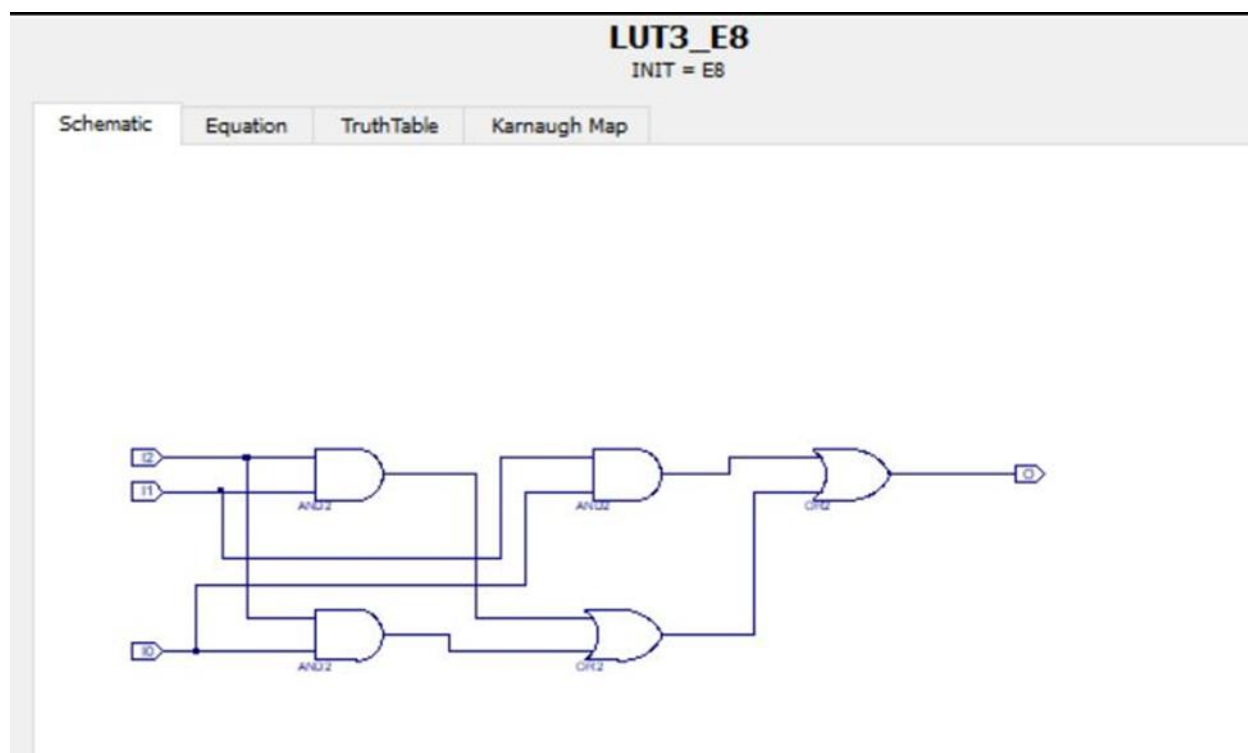 LUT3_E8
INIT = E8
Schematic Equation TruthTable Karnaugh Map
I2
I1
AND2 AND2 OR2
O
I0
AND2 OR2